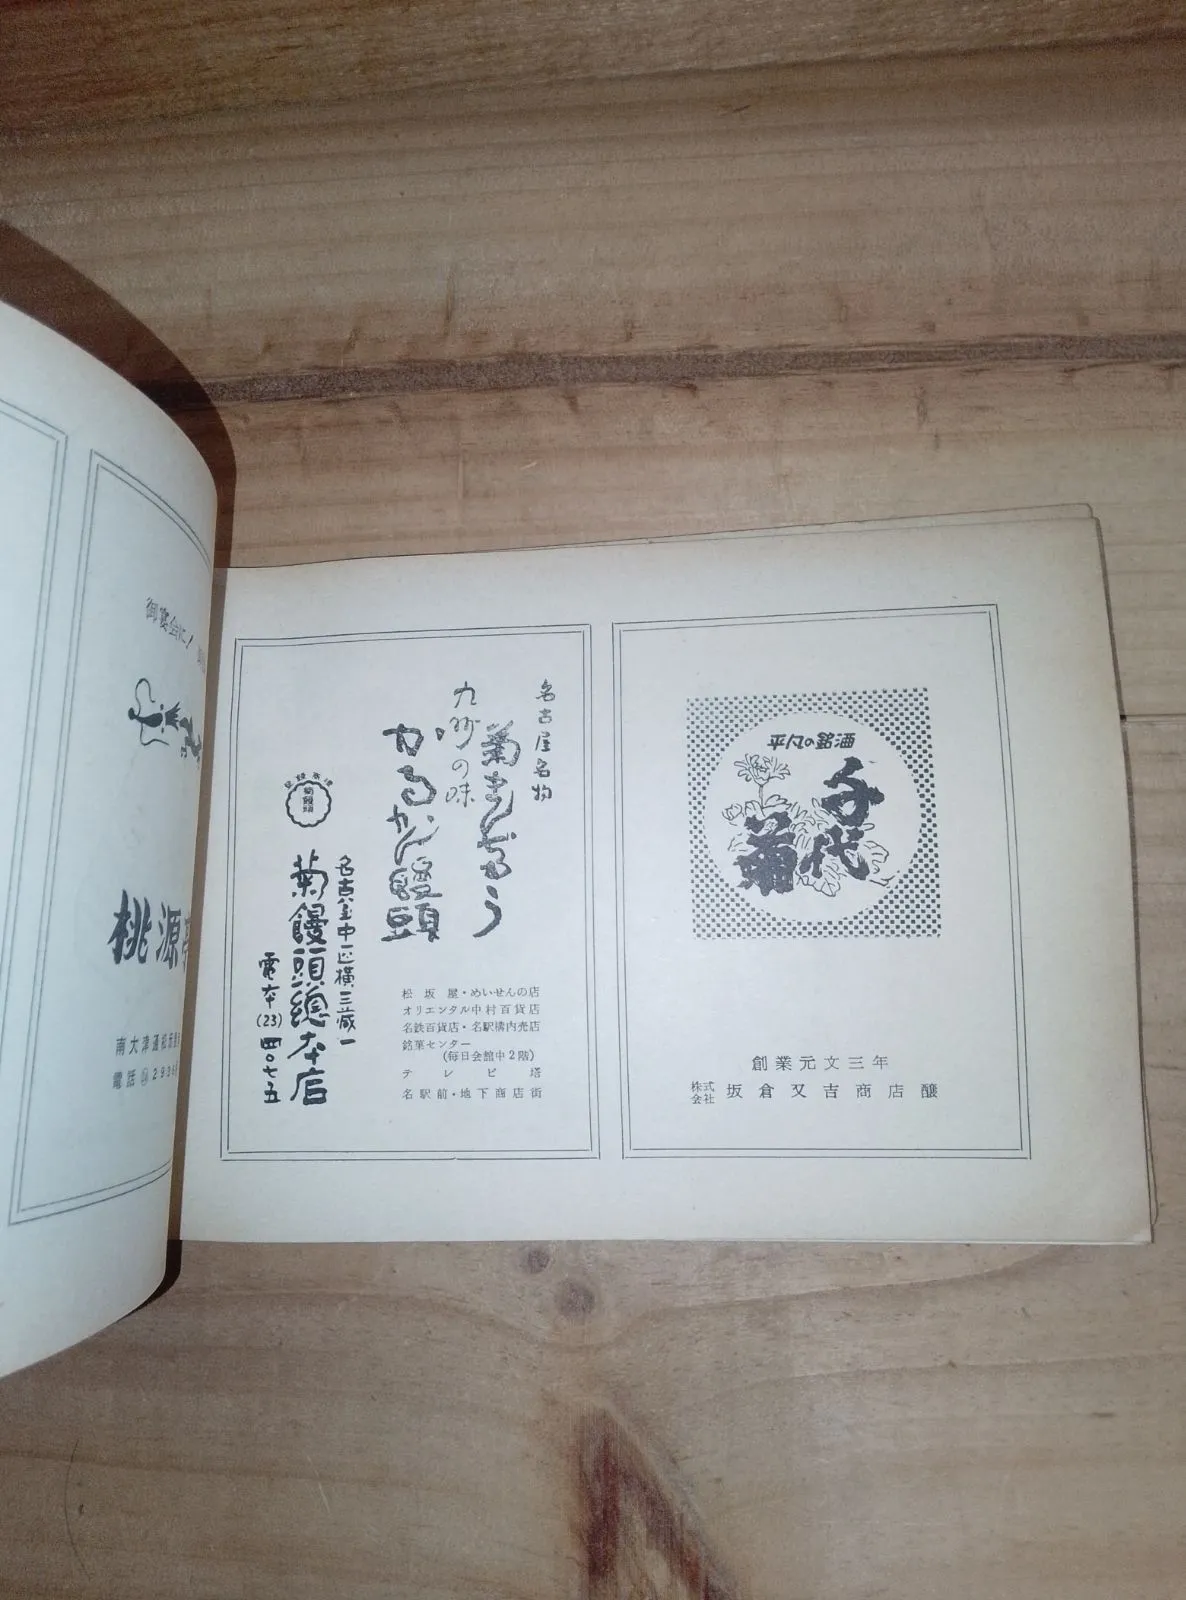 御宴会に!
桃源亭
電話
名古屋名物
菊まんぢゅう
九州の味
かるかん饅頭
松坂屋・めいせんの店
オリエンタル中村百貨店
名鉄百貨店・名駅構内売店
銘菓センター
(毎日会館中2階)
テレビ塔
名駅前・地下商店街
菊饅頭
名古屋中区横三蔵一
菊饅頭総本店
電本(23)四〇七五
平凡の銘酒
千代菊
創業元文三年
株式会社 坂倉又吉商店醸